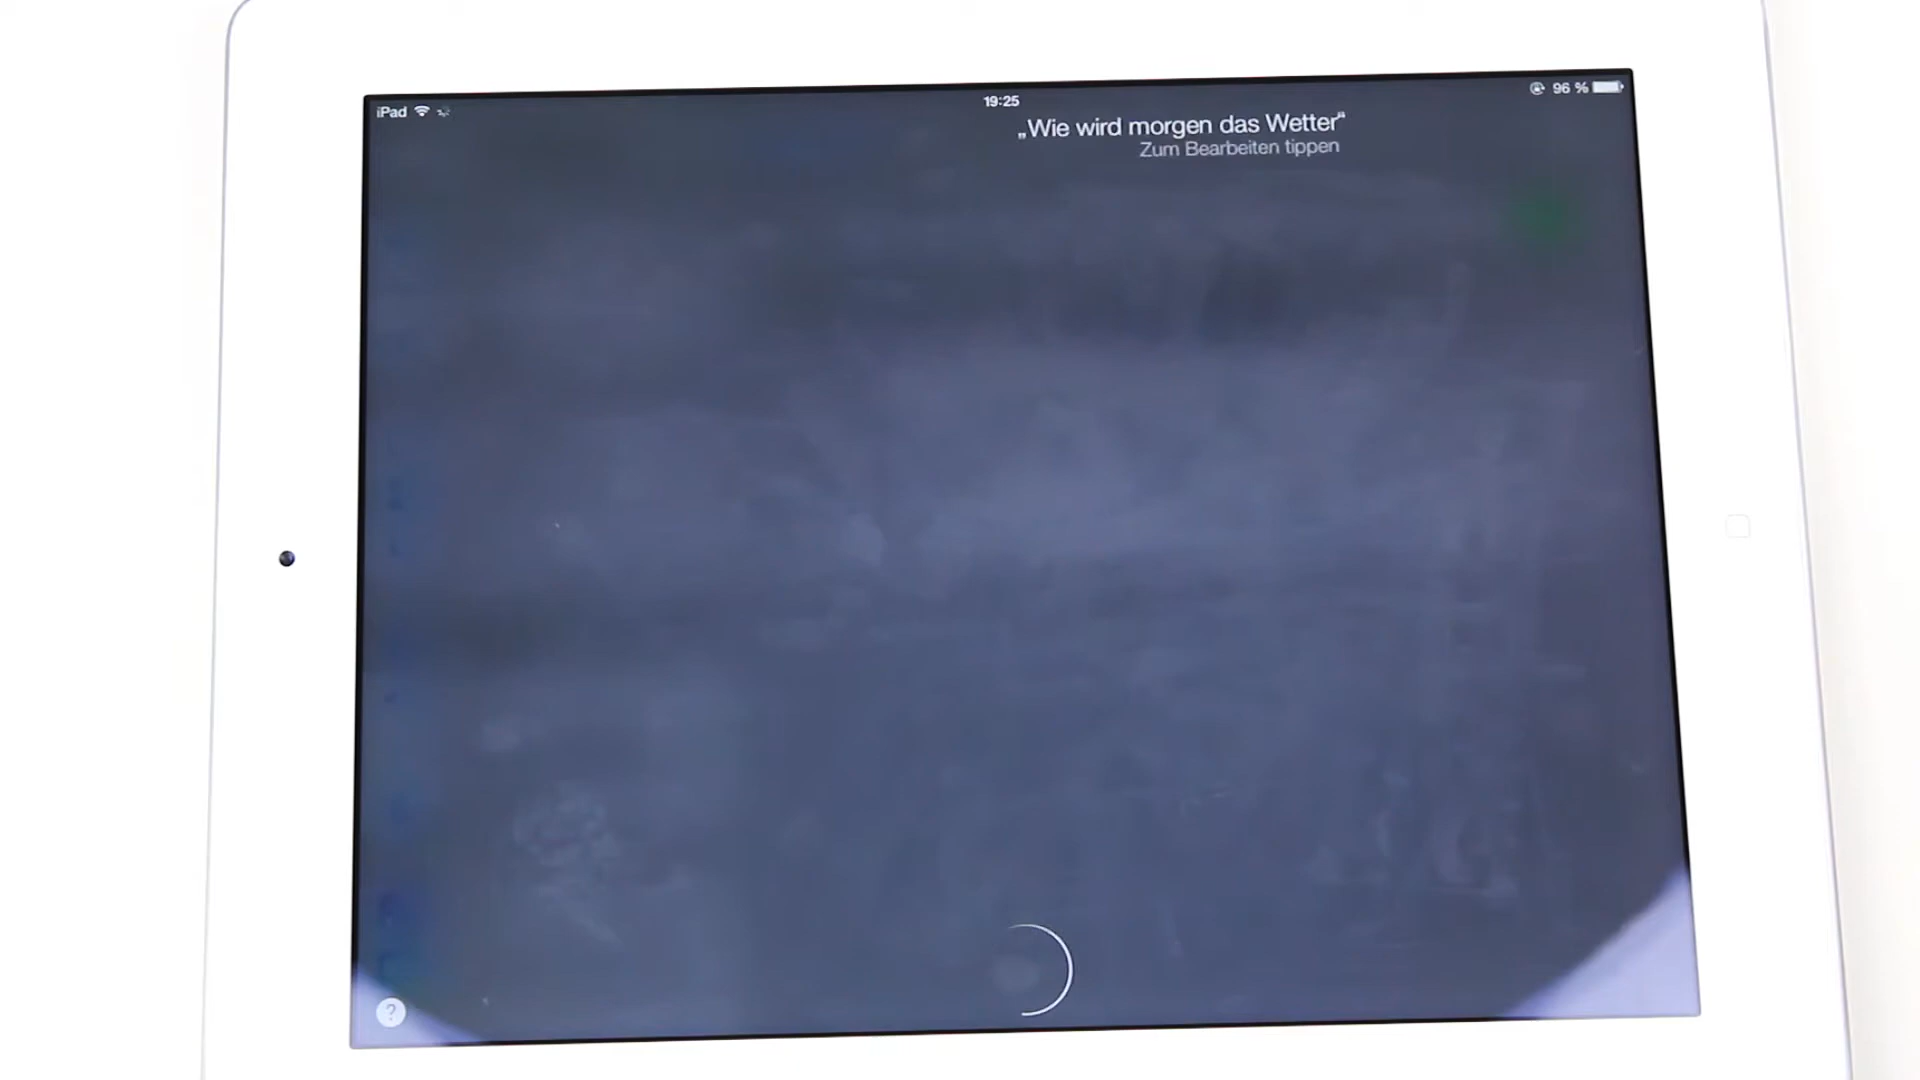 iPad
19:25
96 %
„Wie wird morgen das Wetter“
Zum Bearbeiten tippen
?